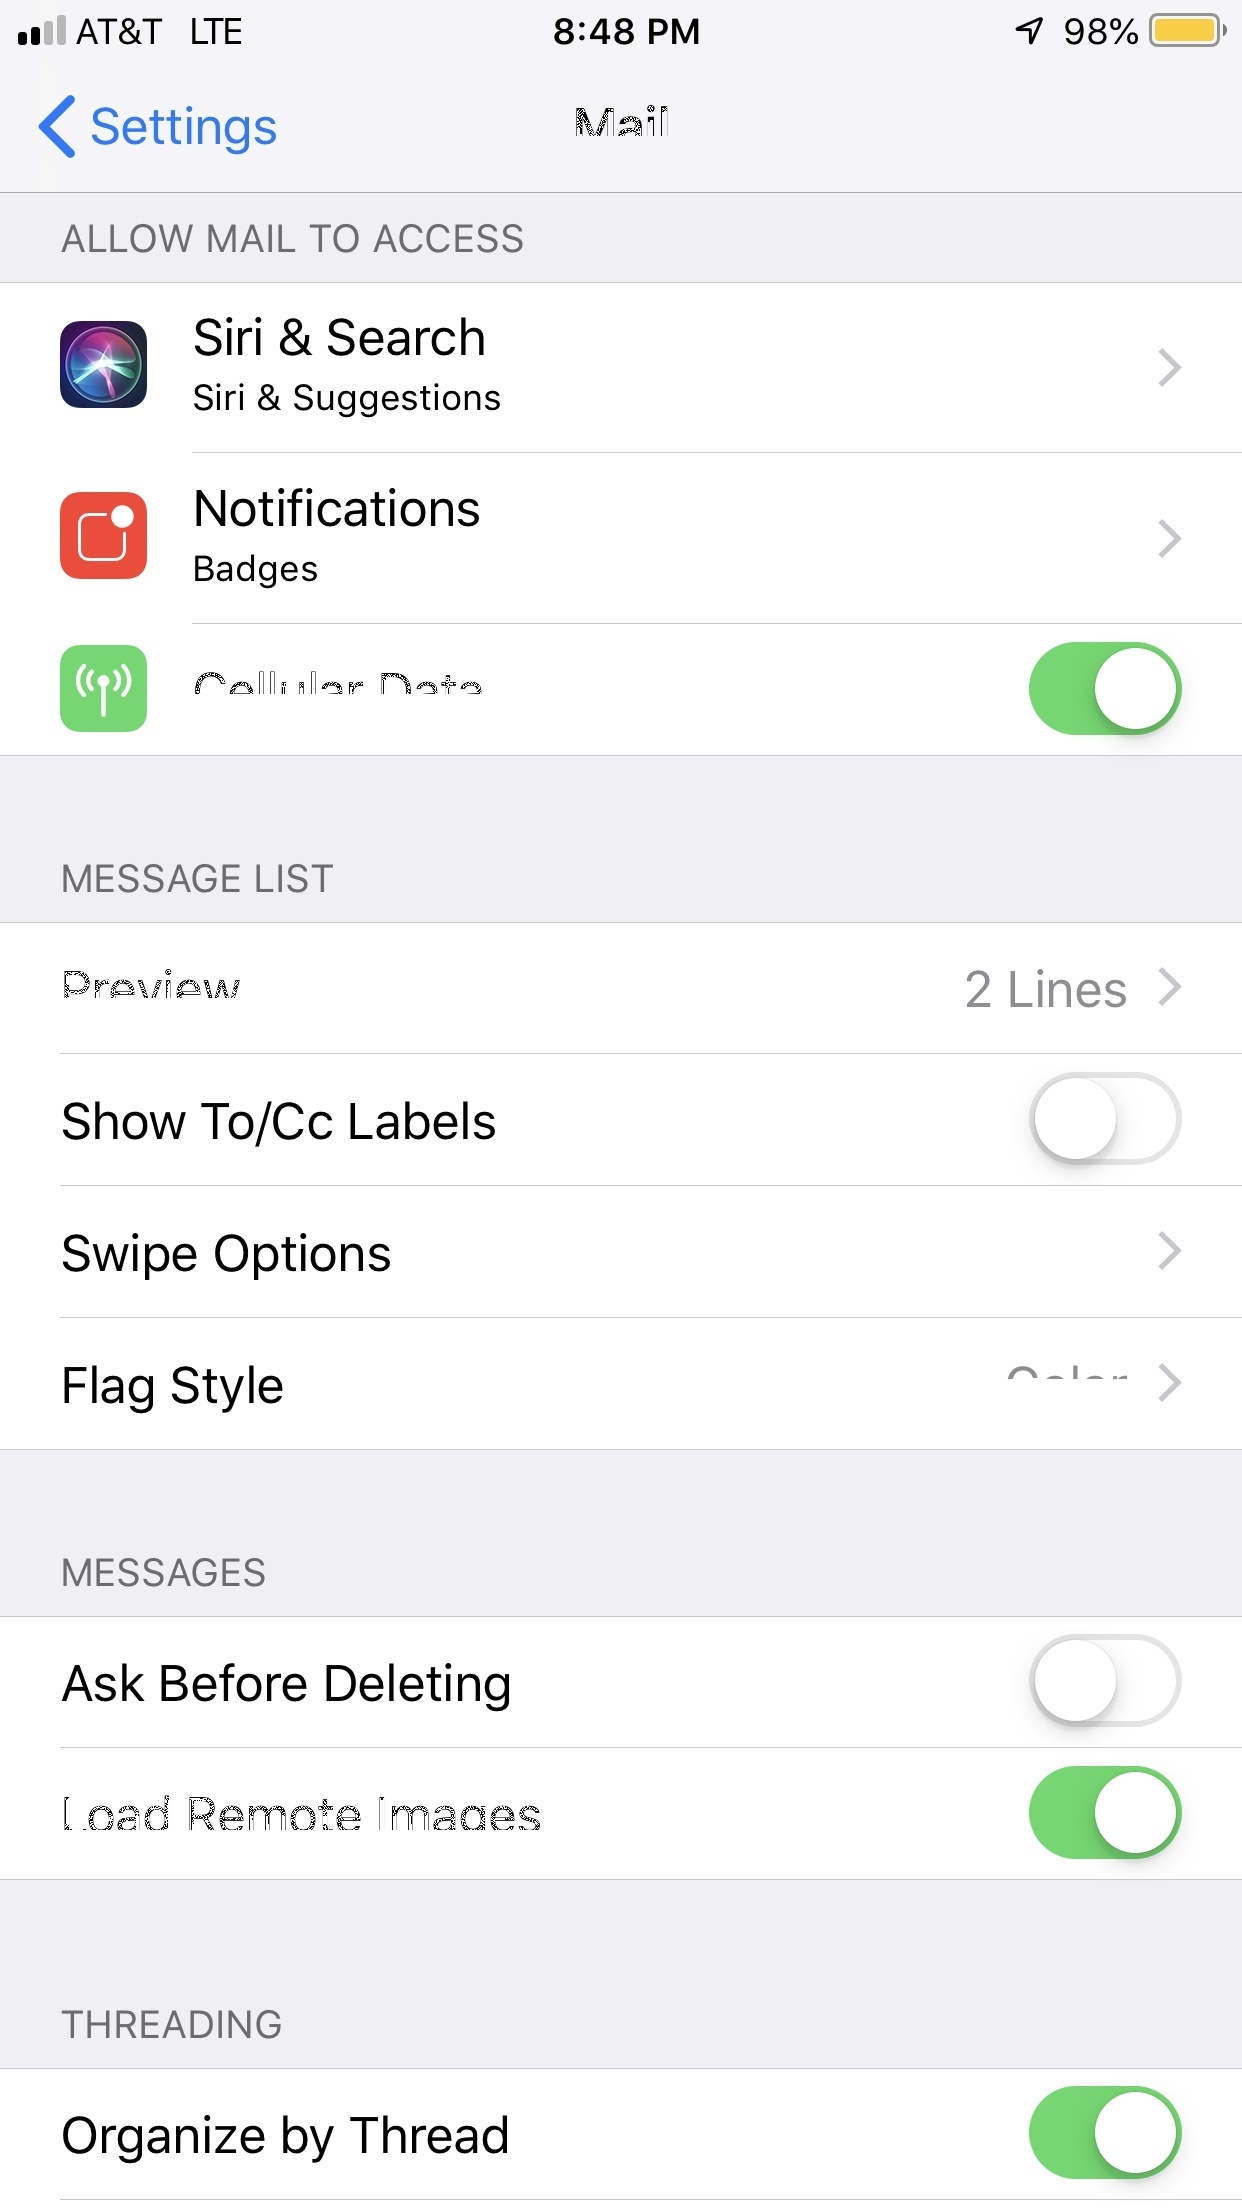 AT&T LTE 8:48 PM 98%
Settings Mail
ALLOW MAIL TO ACCESS
Siri & Search
Siri & Suggestions
Notifications
Badges
Cellular Data
MESSAGE LIST
Preview 2 Lines
Show To/Cc Labels
Swipe Options
Flag Style Color
MESSAGES
Ask Before Deleting
Load Remote Images
THREADING
Organize by Thread